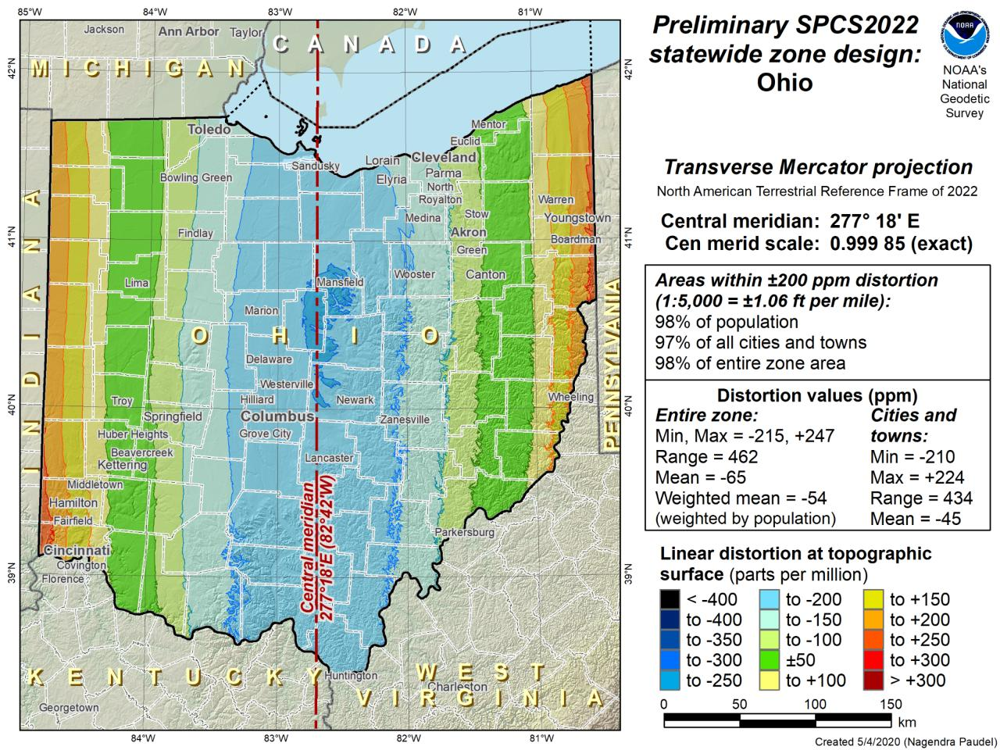 85°W
84°W
83°W
82°W
81°W
Jackson
Ann Arbor
Taylor
CANADA
MICHIGAN
42°N
42°N
Toledo
Mentor
Euclid
Sandusky
Lorain
Cleveland
Bowling Green
Elyria
Parma
North
Royalton
INDIANA
Warren
Medina
Stow
Youngstown
41°N
Findlay
Akron
Boardman
41°N
Green
Lima
Mansfield
Wooster
Canton
Marion
OHIO
PENNSYLVANIA
Delaware
Westerville
Troy
Hilliard
Newark
Wheeling
40°N
Springfield
Columbus
Zanesville
40°N
Huber Heights
Grove City
Beavercreek
Kettering
Lancaster
Middletown
Hamilton
Fairfield
Central meridian
277°18'E (82°42'W)
Parkersburg
Cincinnati
Covington
Florence
39°N
39°N
KENTUCKY
Huntington
WEST
VIRGINIA
Charleston
Georgetown
84°W
83°W
82°W
81°W
Preliminary SPCS2022
statewide zone design:
Ohio
NOAA
NOAA's
National
Geodetic
Survey
Transverse Mercator projection
North American Terrestrial Reference Frame of 2022
Central meridian: 277° 18' E
Cen merid scale: 0.999 85 (exact)
Areas within ±200 ppm distortion
(1:5,000 = ±1.06 ft per mile):
98% of population
97% of all cities and towns
98% of entire zone area
Distortion values (ppm)
Entire zone:
Min, Max = -215, +247
Range = 462
Mean = -65
Weighted mean = -54
(weighted by population)
Cities and
towns:
Min = -210
Max = +224
Range = 434
Mean = -45
Linear distortion at topographic
surface (parts per million)
< -400
to -400
to -350
to -300
to -250
to -200
to -150
to -100
±50
to +100
to +150
to +200
to +250
to +300
> +300
0
50
100
150
km
Created 5/4/2020 (Nagendra Paudel)